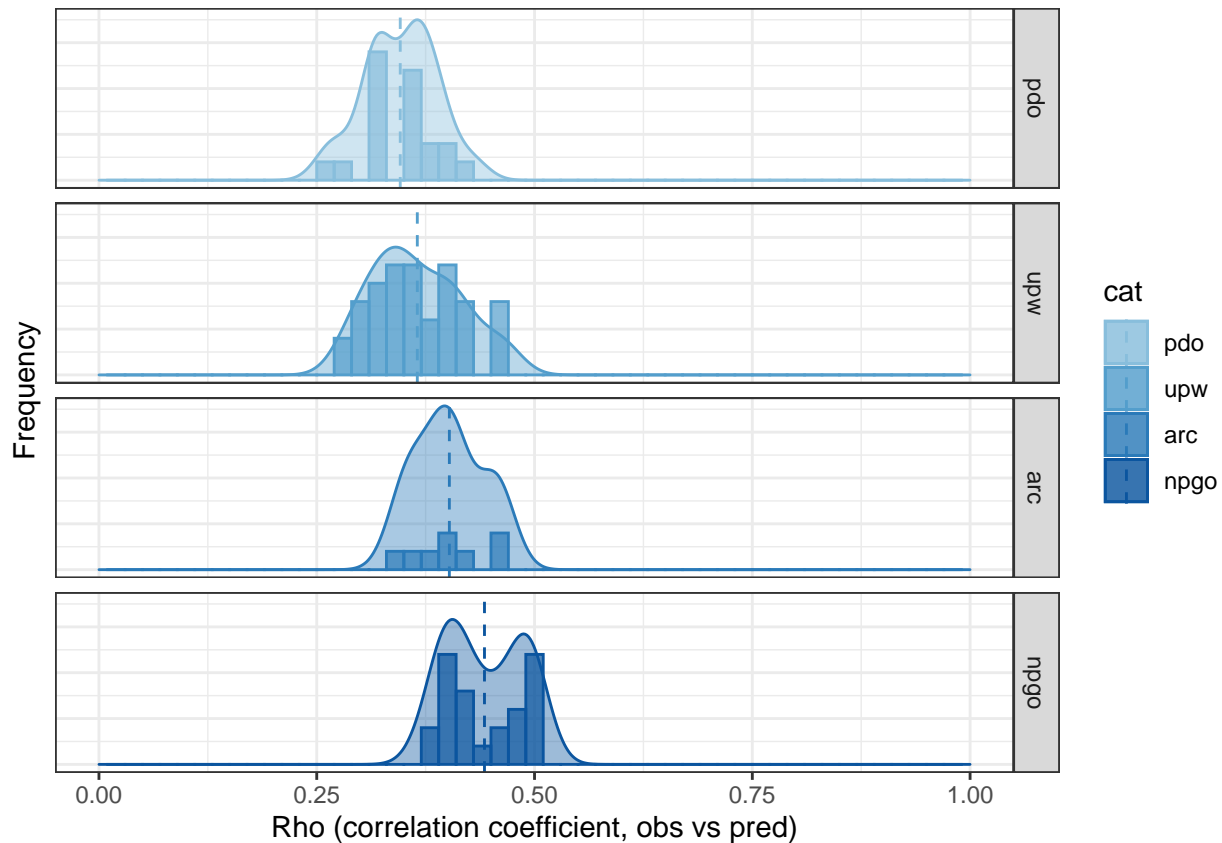 pdo
upw
arc
npgo
Frequency
0.00 0.25 0.50 0.75 1.00
Rho (correlation coefficient, obs vs pred)
cat
pdo
upw
arc
npgo